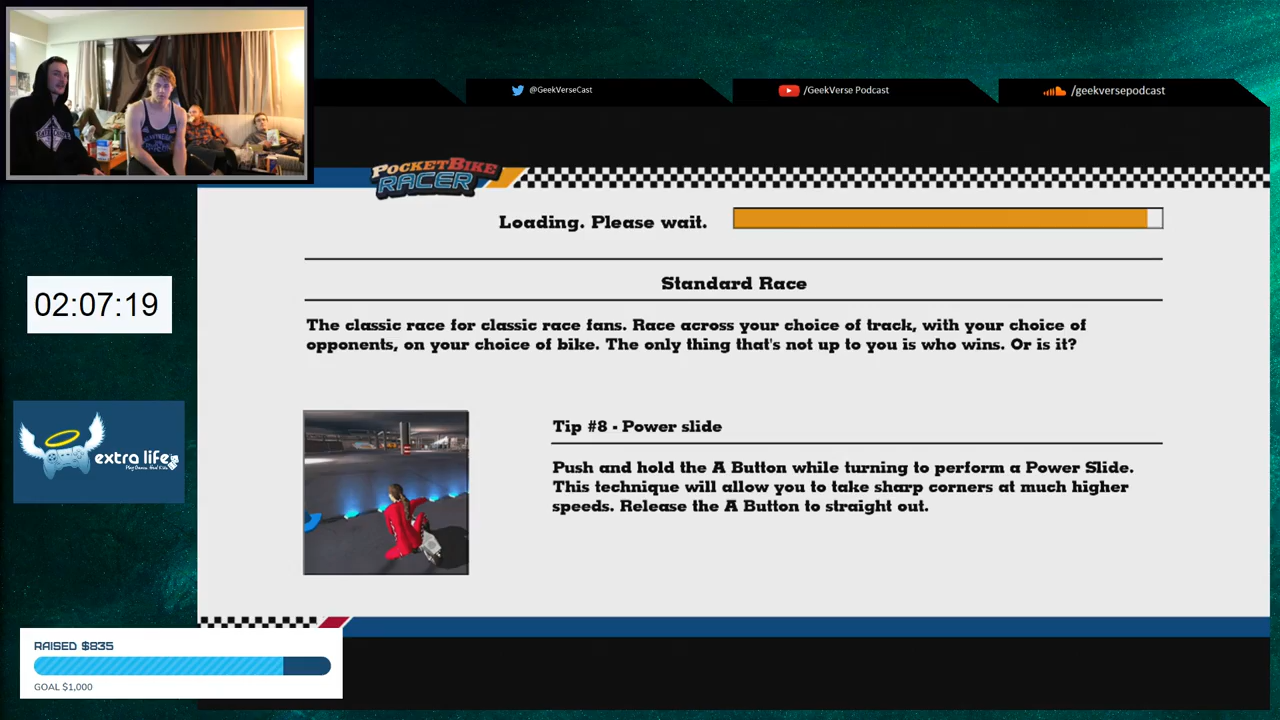 @GeekVerseCast
/GeekVerse Podcast
/geekversepodcast
POCKETBIKE
RACER
Loading. Please wait.
Standard Race
The classic race for classic race fans. Race across your choice of track, with your choice of
opponents, on your choice of bike. The only thing that's not up to you is who wins. Or is it?
02:07:19
extra life
Play Games. Heal Kids
Tip #8 - Power slide
Push and hold the A Button while turning to perform a Power Slide.
This technique will allow you to take sharp corners at much higher
speeds. Release the A Button to straight out.
RAISED $835
GOAL $1,000